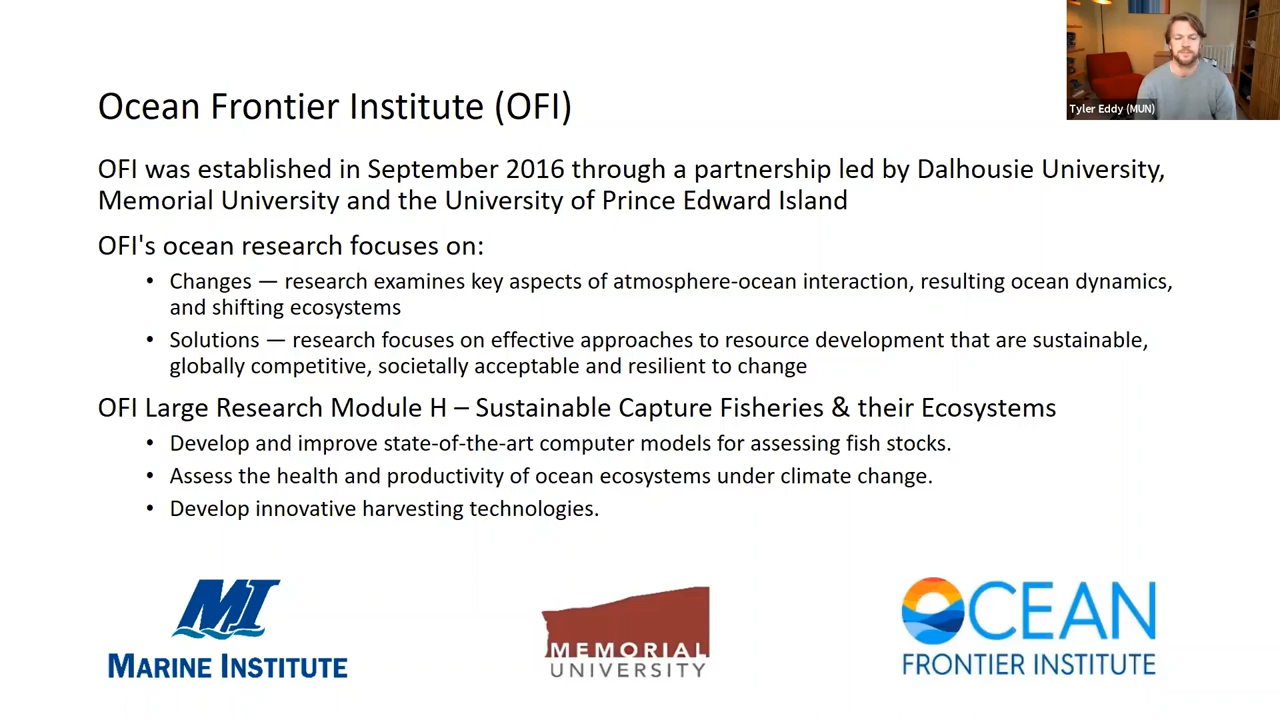 Tyler Eddy (MUN)
Ocean Frontier Institute (OFI)
OFI was established in September 2016 through a partnership led by Dalhousie University,
Memorial University and the University of Prince Edward Island
OFI's ocean research focuses on:
• Changes — research examines key aspects of atmosphere-ocean interaction, resulting ocean dynamics,
and shifting ecosystems
• Solutions — research focuses on effective approaches to resource development that are sustainable,
globally competitive, societally acceptable and resilient to change
OFI Large Research Module H – Sustainable Capture Fisheries & their Ecosystems
• Develop and improve state-of-the-art computer models for assessing fish stocks.
• Assess the health and productivity of ocean ecosystems under climate change.
• Develop innovative harvesting technologies.
MI
MARINE INSTITUTE
MEMORIAL
UNIVERSITY
OCEAN
FRONTIER INSTITUTE